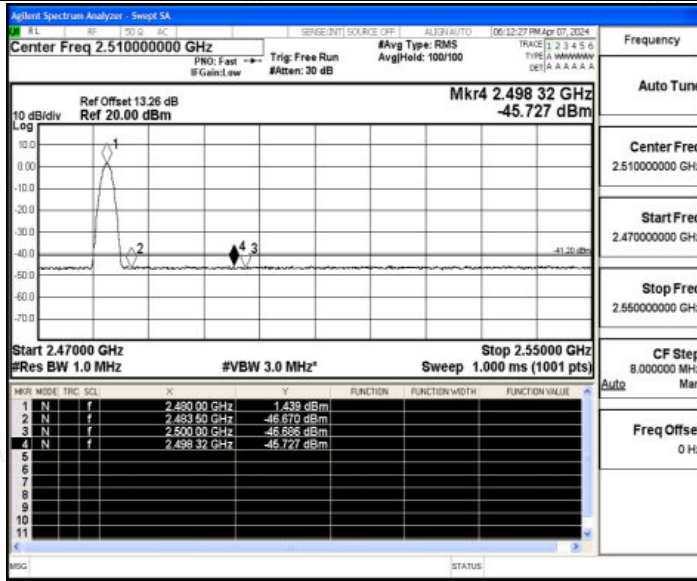 Agilent Spectrum Analyzer - Swept SA
RL RF 50 Ω AC SENSE:INT SOURCE OFF ALIGNAUTO 06:12:27 PM Apr 07, 2024
Center Freq 2.510000000 GHz
PNO: Fast
IFGain:Low
Trig: Free Run
#Atten: 30 dB
#Avg Type: RMS
Avg|Hold: 100/100
TRACE 1 2 3 4 5 6
TYPE A WWWWW
DET A A A A A A
Frequency
Auto Tune
Center Freq
2.510000000 GHz
Start Freq
2.470000000 GHz
Stop Freq
2.550000000 GHz
CF Step
8.000000 MHz
Auto Man
Freq Offset
0 Hz
Ref Offset 13.26 dB
10 dB/div Ref 20.00 dBm
Log
Mkr4 2.498 32 GHz
-45.727 dBm
10.0
0.00
-10.0
-20.0
-30.0
-40.0
-50.0
-60.0
-70.0
1
2
4
3
-41.20 dBm
Start 2.47000 GHz Stop 2.55000 GHz
#Res BW 1.0 MHz #VBW 3.0 MHz* Sweep 1.000 ms (1001 pts)
MKR MODE TRC SCL X Y FUNCTION FUNCTION WIDTH FUNCTION VALUE
1 N f 2.480 00 GHz 1.439 dBm
2 N f 2.483 50 GHz -46.670 dBm
3 N f 2.500 00 GHz -46.686 dBm
4 N f 2.498 32 GHz -45.727 dBm
5
6
7
8
9
10
11
MSG STATUS